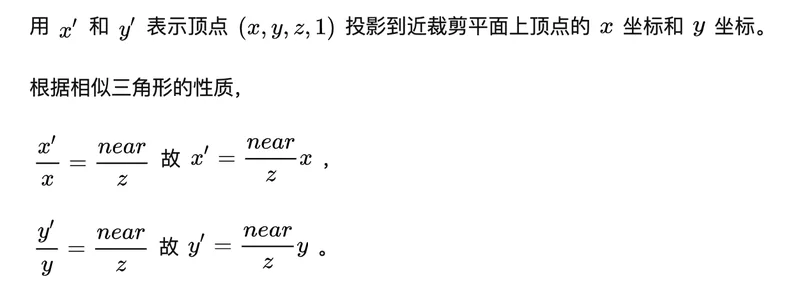 用 x′ 和 y′ 表示顶点 (x, y, z, 1) 投影到近裁剪平面上顶点的 x 坐标和 y 坐标。
根据相似三角形的性质，
x′/x = near/z 故 x′ = near/z x ，
y′/y = near/z 故 y′ = near/z y 。